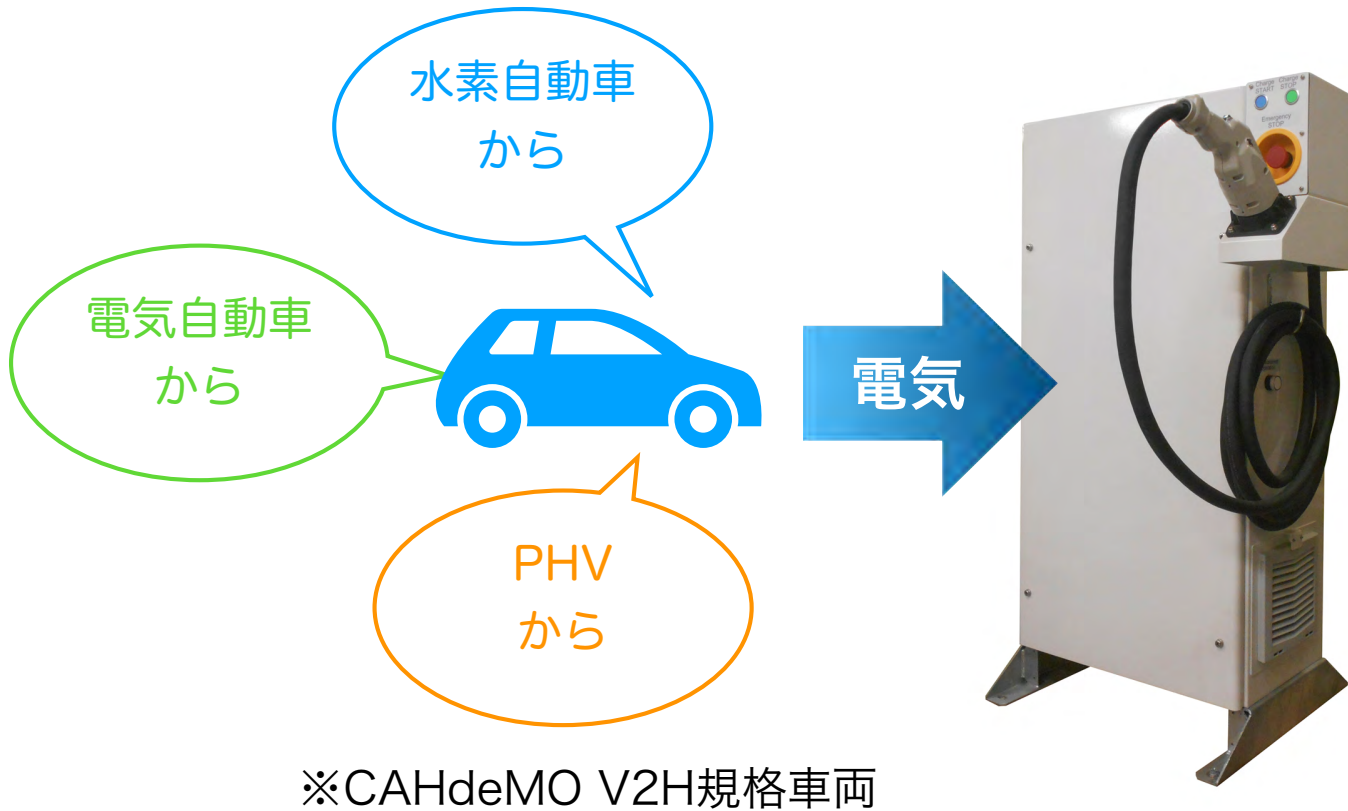 水素自動車
から
電気自動車
から
電気
PHV
から
※CAHdeMO V2H規格車両
Charge
START
Charge
STOP
Emergency
STOP